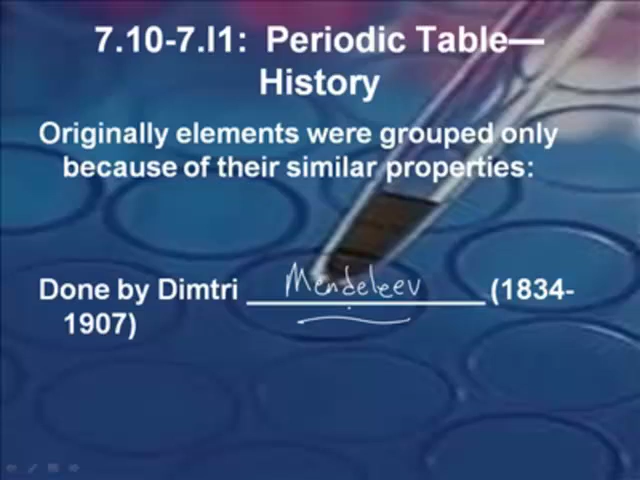 7.10-7.l1:  Periodic Table—
History
Originally elements were grouped only
because of their similar properties:
Done by Dimtri Mendeleev (1834-
1907)